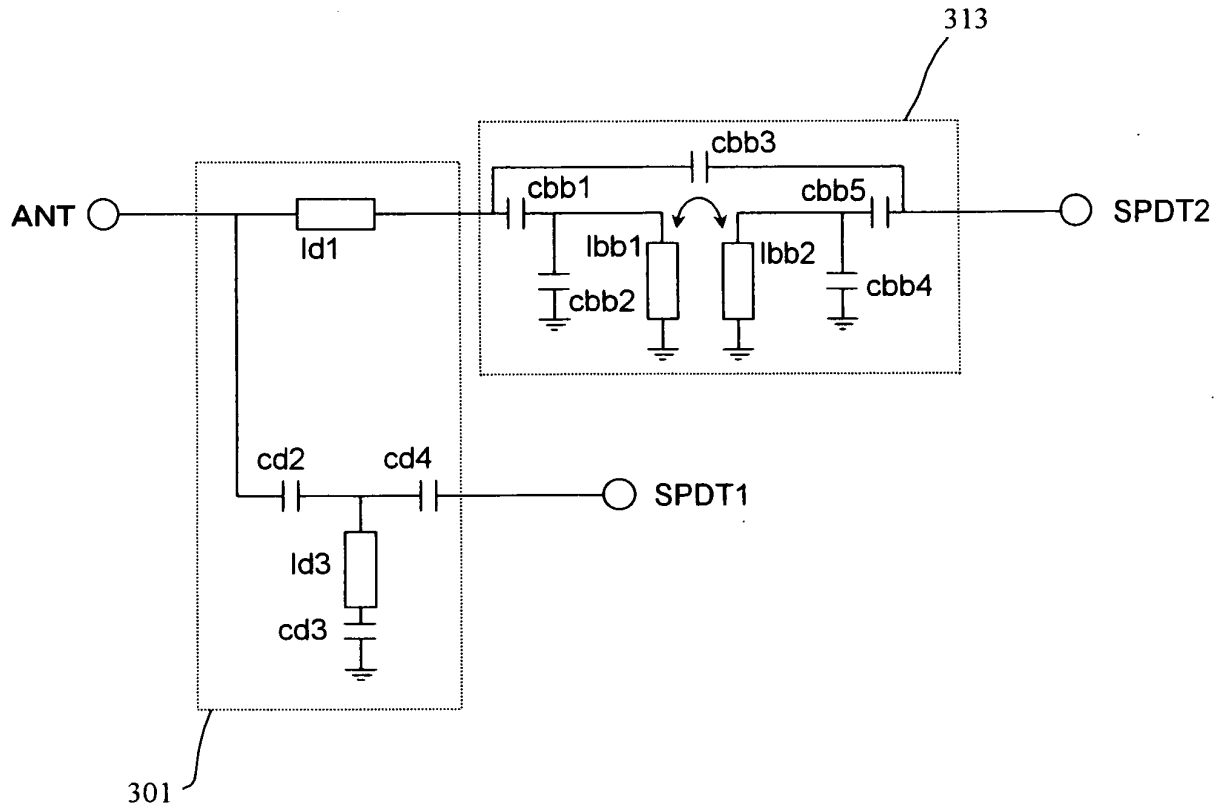 313
cbb3
cbb1
cbb5
ANT
SPDT2
ld1
lbb1
lbb2
cbb2
cbb4
cd2
cd4
SPDT1
ld3
cd3
301